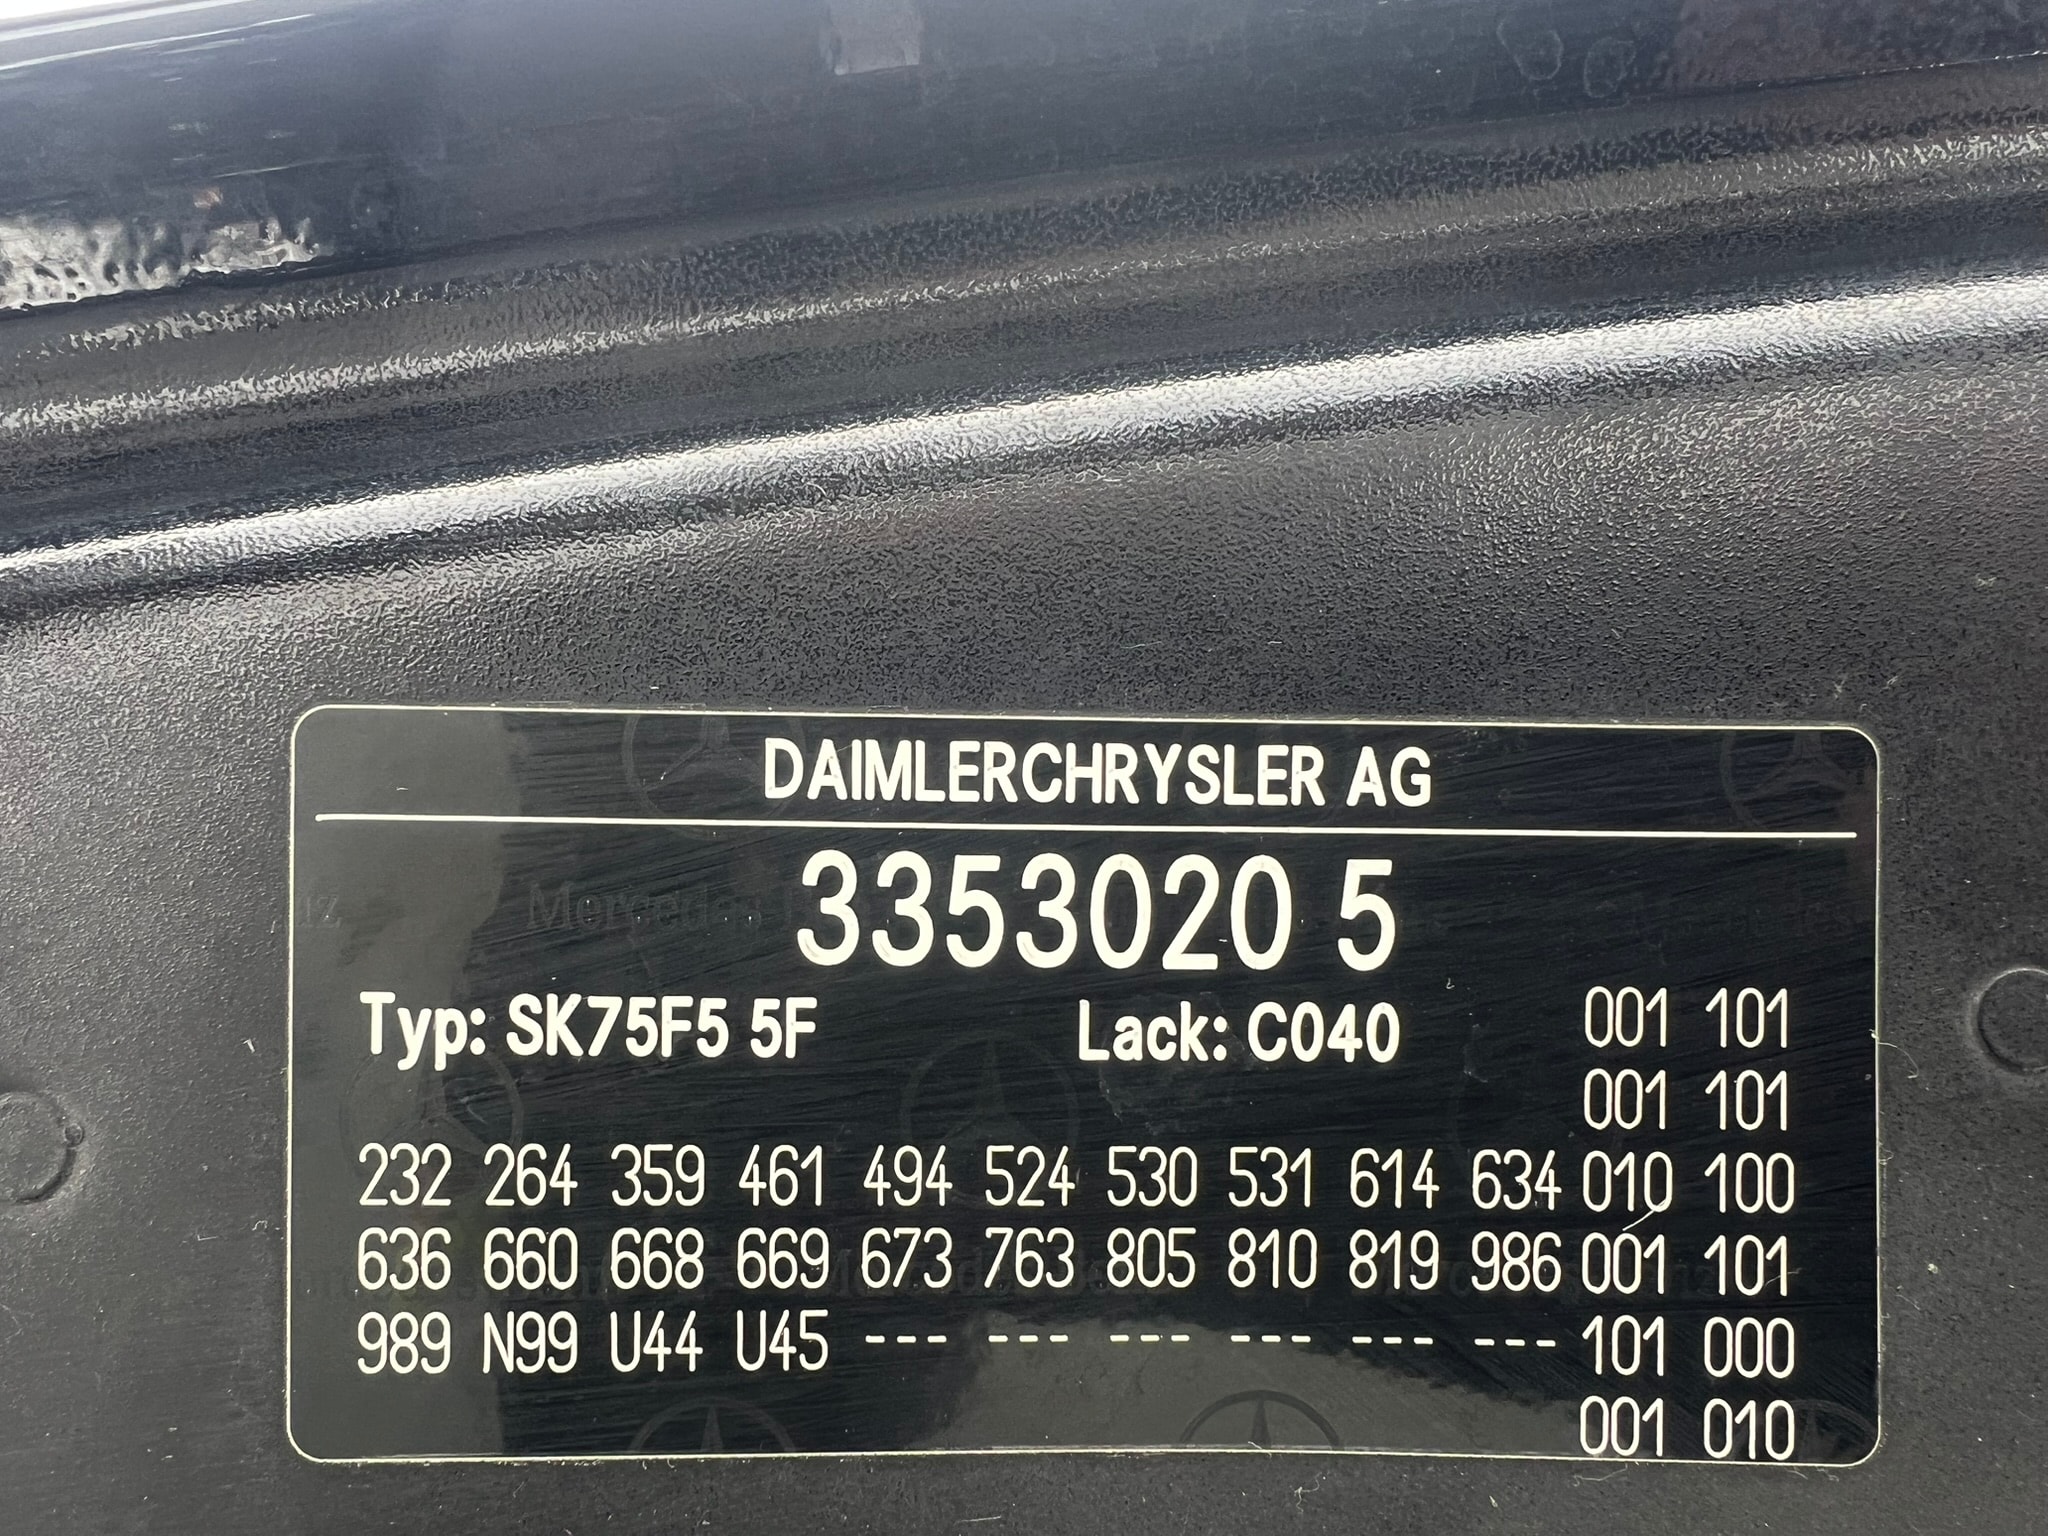 DAIMLERCHRYSLER AG
3353020 5
Typ: SK75F5 5F Lack: C040 001 101
001 101
232 264 359 461 494 524 530 531 614 634 010 100
636 660 668 669 673 763 805 810 819 986 001 101
989 N99 U44 U45 --- --- --- --- --- --- 101 000
001 010